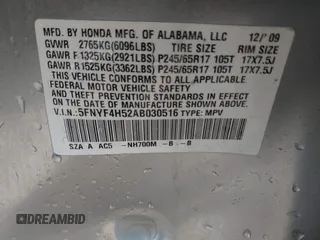 MFD. BY HONDA MFG. OF ALABAMA, LLC 12/'09
GVWR 2765KG(6096LBS) TIRE SIZE RIM SIZE
GAWR F 1325KG(2921LBS) P245/65R17 105T 17X7.5J
GAWR R 1525KG(3362LBS) P245/65R17 105T 17X7.5J
THIS VEHICLE CONFORMS TO ALL APPLICABLE
FEDERAL MOTOR VEHICLE SAFETY AND THEFT
PREVENTION STANDARDS IN EFFECT ON THE DATE
OF MANUFACTURE SHOWN ABOVE.
V.I.N.:5FNYF4H52AB030516 TYPE: MPV
SZA A AC5 -NH700M -B -B
© DREAMBID